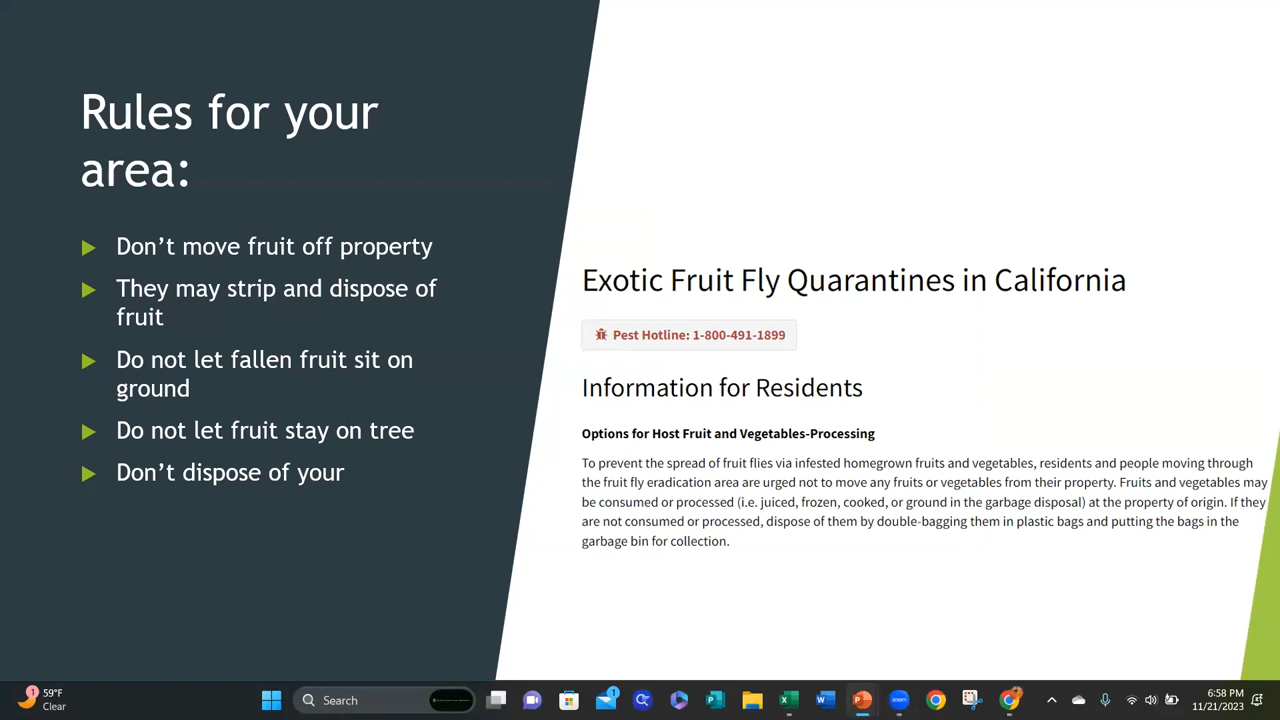 Rules for your
area:
Don’t move fruit off property
They may strip and dispose of
fruit
Do not let fallen fruit sit on
ground
Do not let fruit stay on tree
Don’t dispose of your
Exotic Fruit Fly Quarantines in California
Pest Hotline: 1-800-491-1899
Information for Residents
Options for Host Fruit and Vegetables-Processing
To prevent the spread of fruit flies via infested homegrown fruits and vegetables, residents and people moving through
the fruit fly eradication area are urged not to move any fruits or vegetables from their property. Fruits and vegetables may
be consumed or processed (i.e. juiced, frozen, cooked, or ground in the garbage disposal) at the property of origin. If they
are not consumed or processed, dispose of them by double-bagging them in plastic bags and putting the bags in the
garbage bin for collection.
1
59°F
Clear
Search
1
6:58 PM
11/21/2023